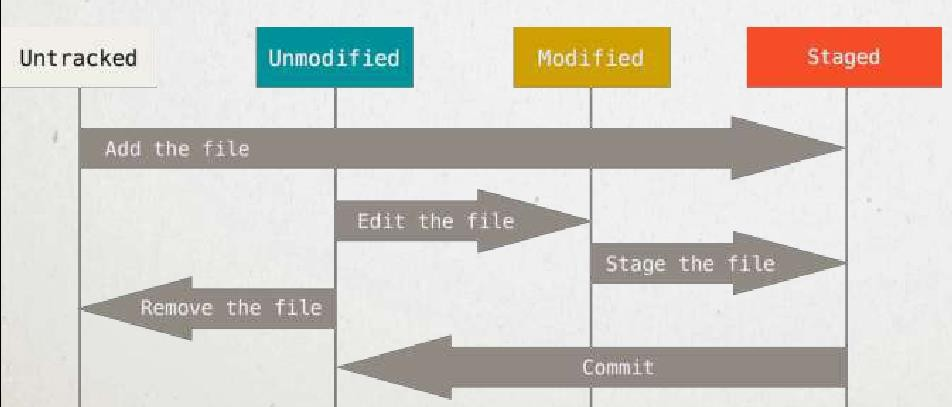 Untracked
Unmodified
Modified
Staged
Add the file
Edit the file
Stage the file
Remove the file
Commit